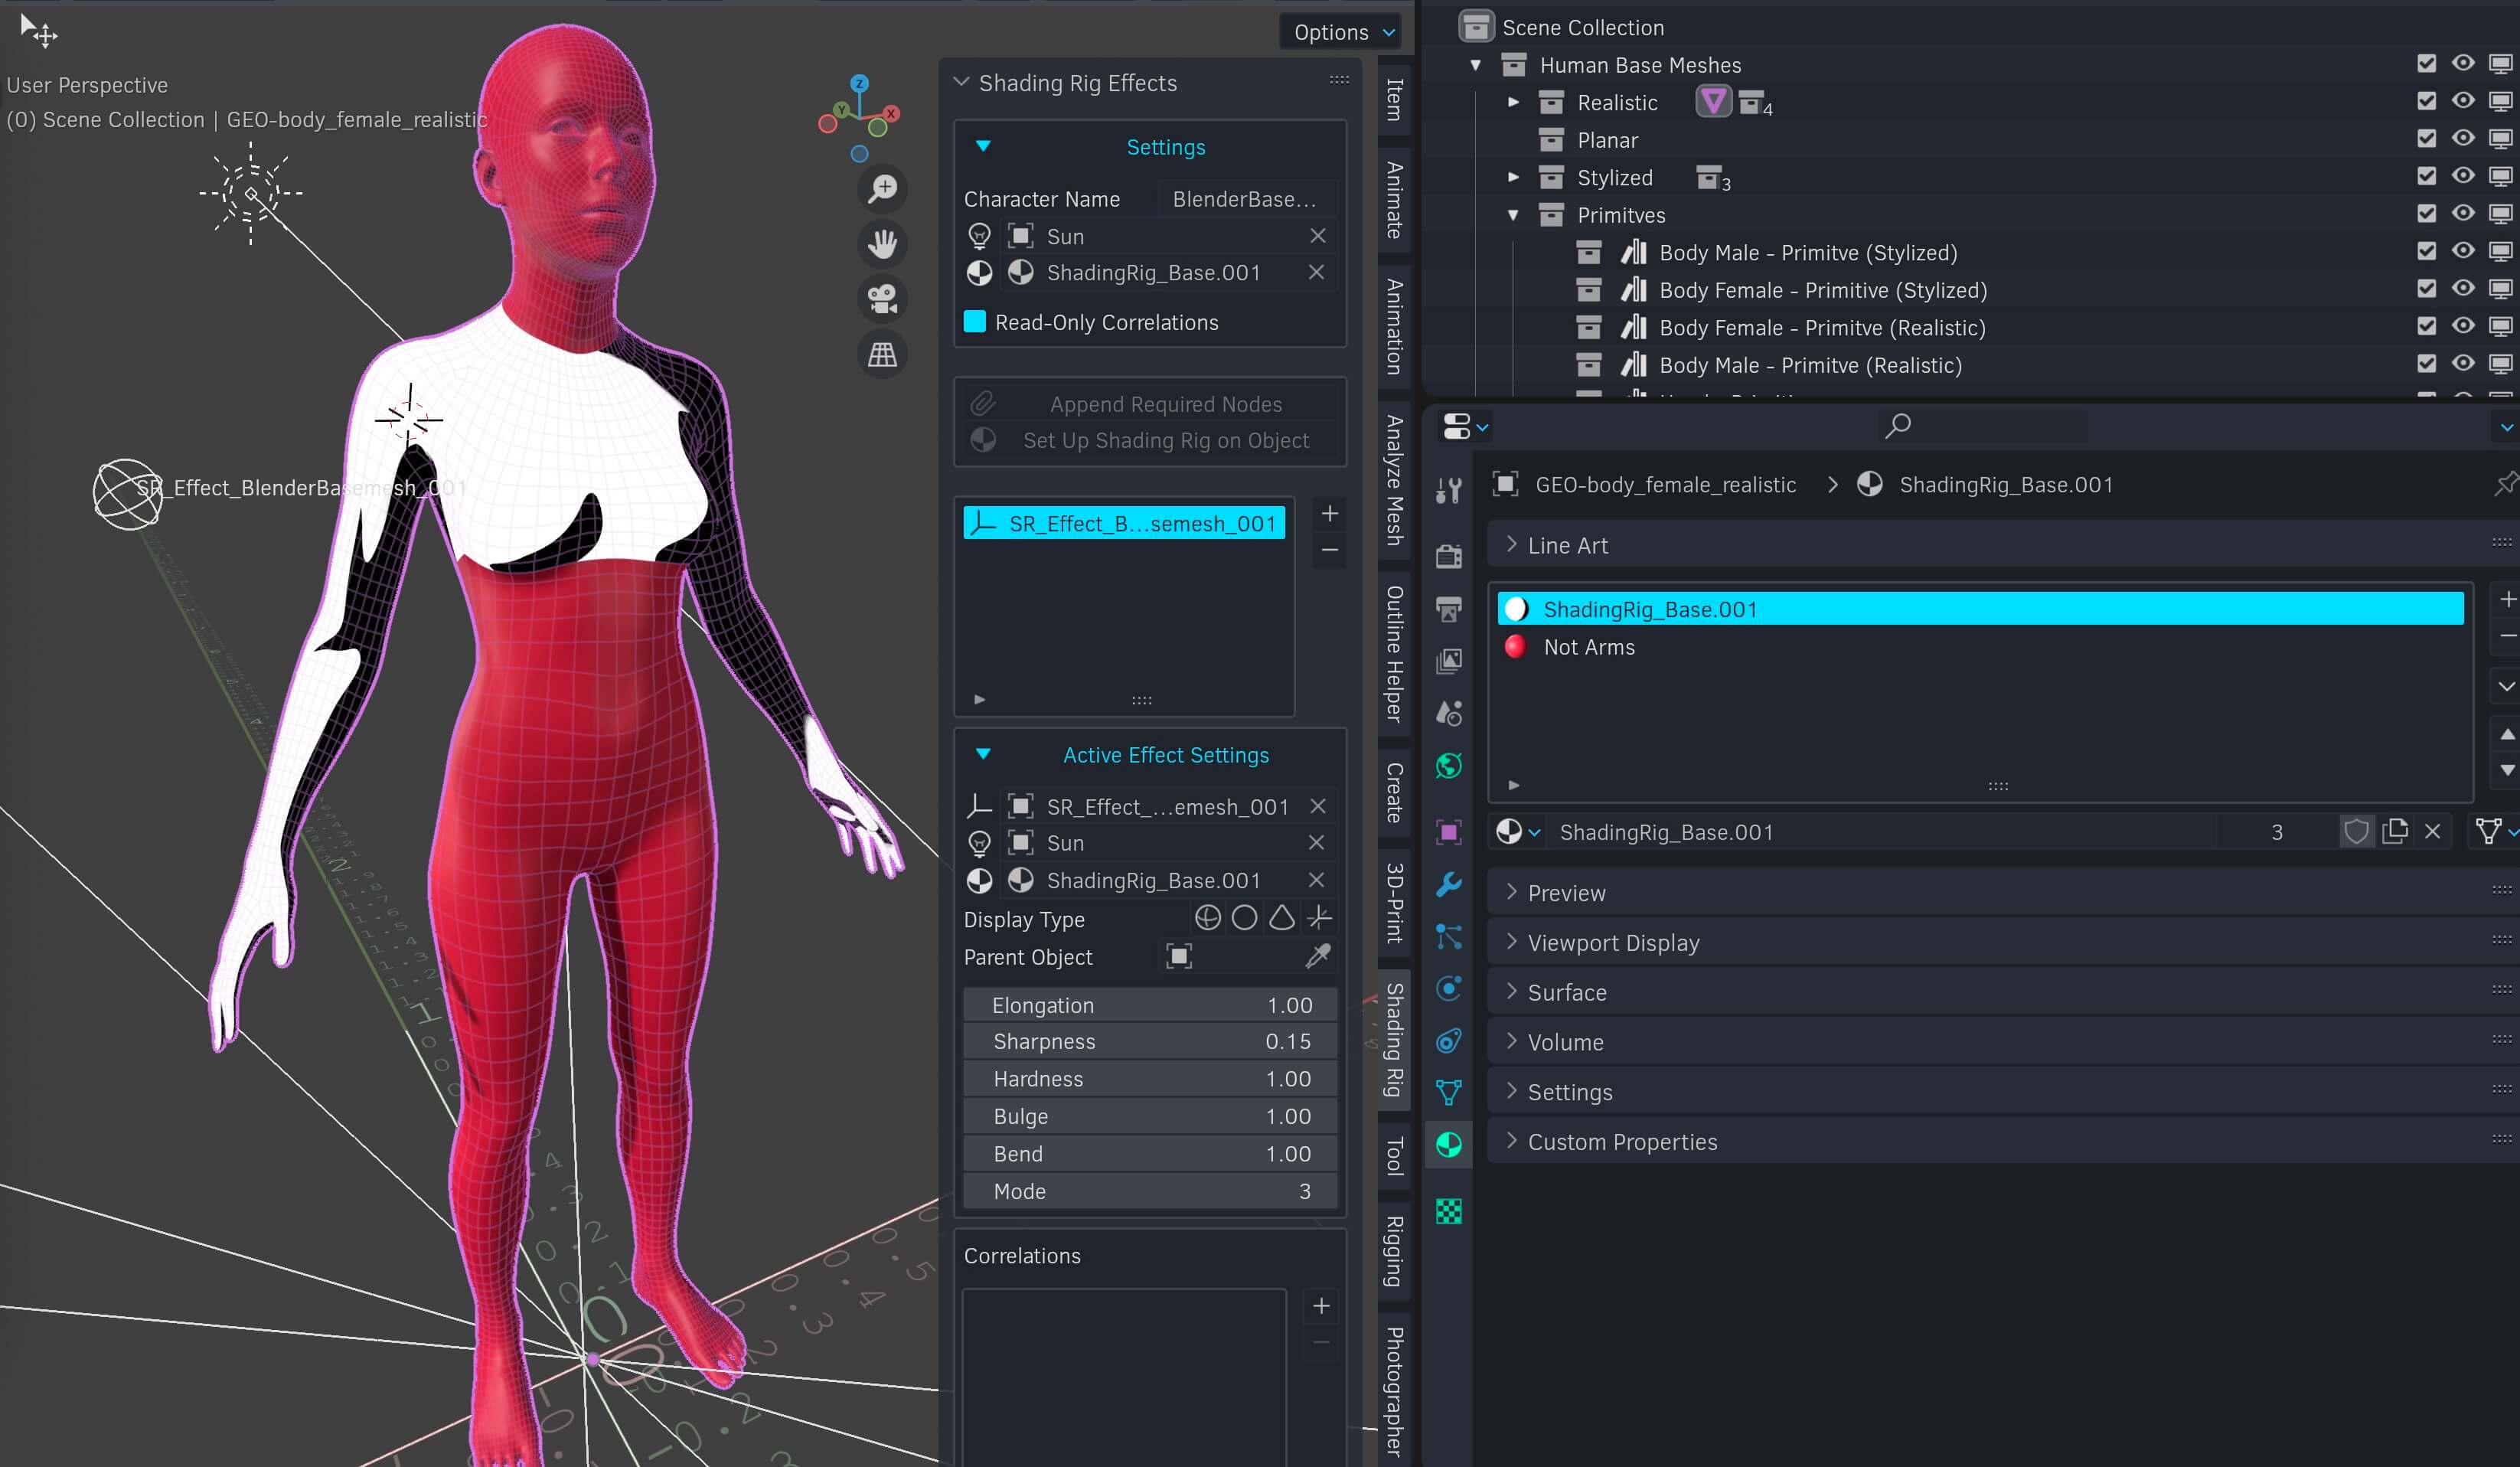 Options
User Perspective
(0) Scene Collection | GEO-body_female_realistic
Z
Y
X
SR_Effect_BlenderBasemesh_001
Shading Rig Effects
Settings
Character Name
BlenderBase...
Sun
ShadingRig_Base.001
Read-Only Correlations
Append Required Nodes
Set Up Shading Rig on Object
SR_Effect_B...semesh_001
Active Effect Settings
SR_Effect_...emesh_001
Sun
ShadingRig_Base.001
Display Type
Parent Object
Elongation 1.00
Sharpness 0.15
Hardness 1.00
Bulge 1.00
Bend 1.00
Mode 3
Correlations
Item
Animate
Animation
Analyze Mesh
Outline Helper
Create
3D-Print
Shading Rig
Tool
Rigging
Photographer
Scene Collection
Human Base Meshes
Realistic 4
Planar
Stylized 3
Primitves
Body Male - Primitve (Stylized)
Body Female - Primitive (Stylized)
Body Female - Primitve (Realistic)
Body Male - Primitve (Realistic)
GEO-body_female_realistic
ShadingRig_Base.001
Line Art
ShadingRig_Base.001
Not Arms
ShadingRig_Base.001 3
Preview
Viewport Display
Surface
Volume
Settings
Custom Properties